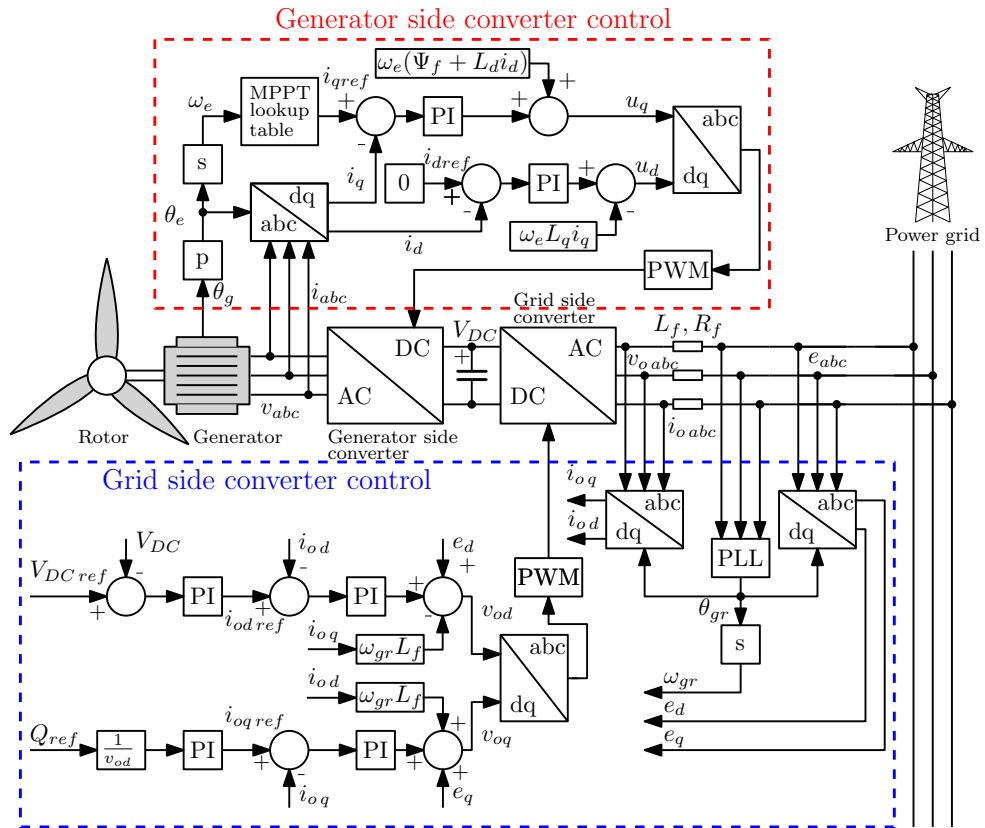 Generator side converter control
ω_e(Ψ_f + L_d i_d)
+
ω_e
MPPT
lookup
table
i_qref
+
-
PI
+
u_q
abc
dq
s
θ_e
i_q
i_dref
0
+
-
PI
+
-
u_d
dq
abc
i_d
ω_e L_q i_q
p
θ_g
i_abc
PWM
Power grid
Grid side
converter
V_DC
+
DC
AC
AC
DC
L_f, R_f
v_o abc
e_abc
i_o abc
v_abc
Rotor
Generator
Generator side
converter
Grid side converter control
i_o q
i_o d
abc
dq
abc
dq
PLL
θ_gr
s
ω_gr
e_d
e_q
V_DC
-
V_DC ref
+
PI
i_od ref
i_o d
-
+
PI
+
e_d
+
-
v_od
i_o q
ω_gr L_f
i_o d
ω_gr L_f
PWM
abc
dq
Q_ref
1
v_od
PI
i_oq ref
+
-
i_o q
PI
+
+
+
e_q
v_oq